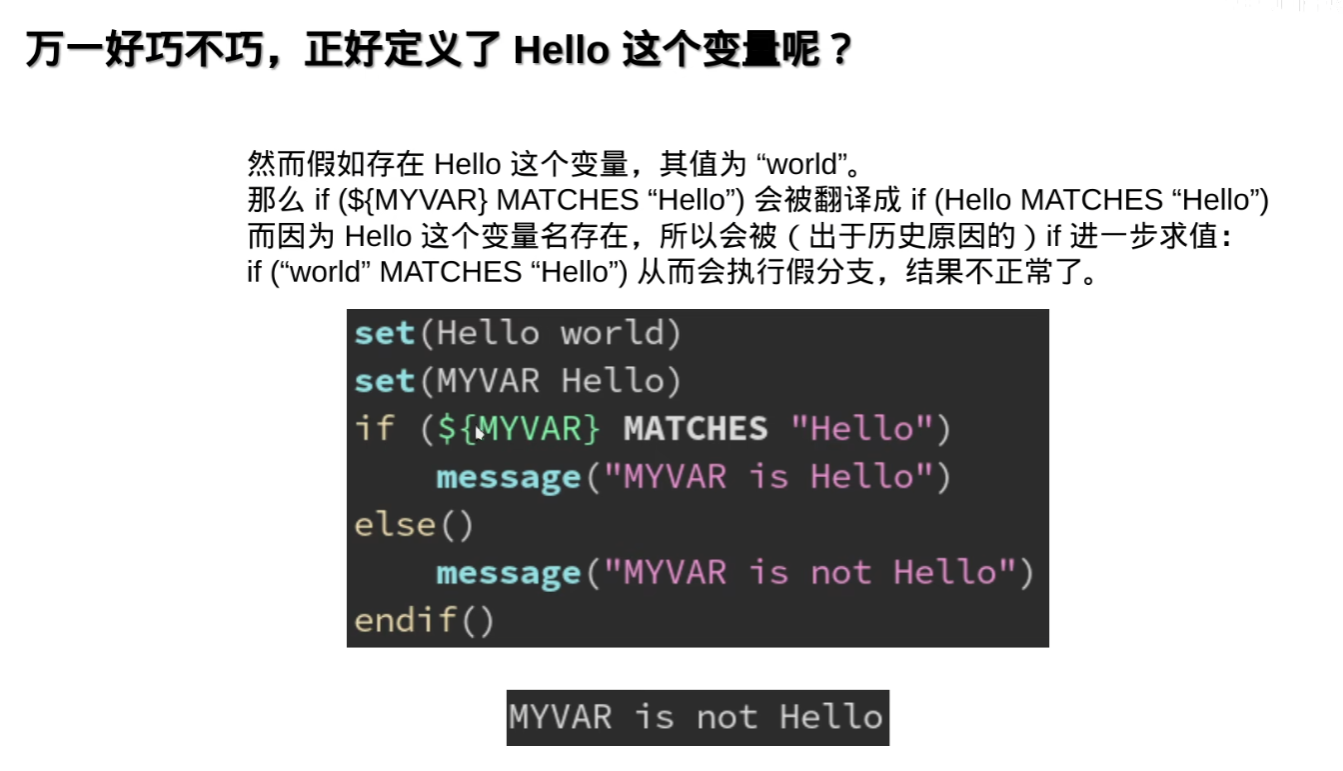 万一好巧不巧，正好定义了 Hello 这个变量呢？
然而假如存在 Hello 这个变量，其值为 “world”。
那么 if (${MYVAR} MATCHES “Hello”) 会被翻译成 if (Hello MATCHES “Hello”)
而因为 Hello 这个变量名存在，所以会被（出于历史原因的）if 进一步求值：
if (“world” MATCHES “Hello”) 从而会执行假分支，结果不正常了。
set(Hello world)
set(MYVAR Hello)
if (${MYVAR} MATCHES "Hello")
    message("MYVAR is Hello")
else()
    message("MYVAR is not Hello")
endif()
MYVAR is not Hello